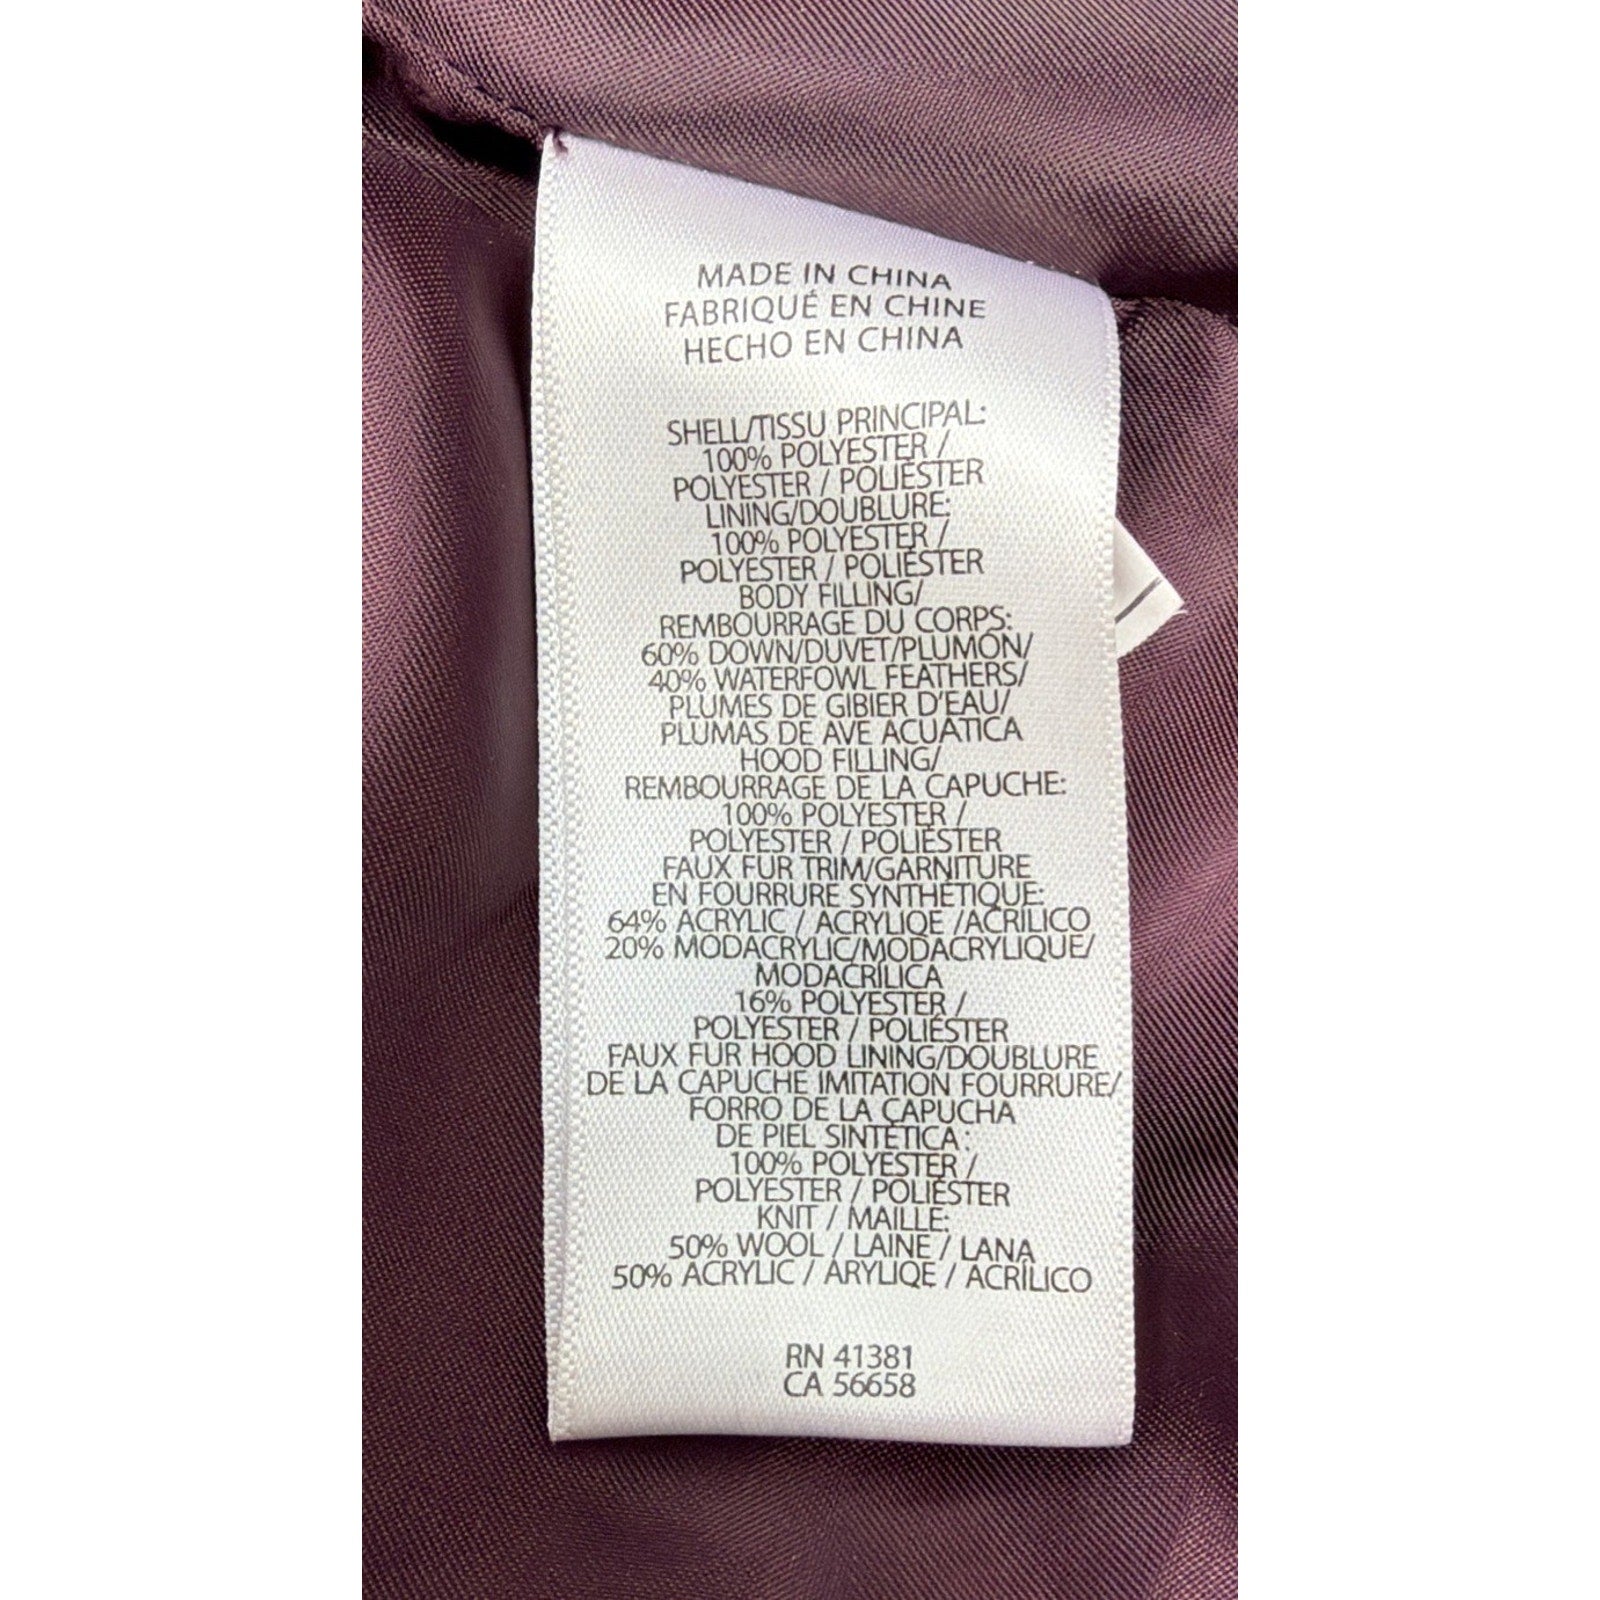 MADE IN CHINA
FABRIQUÉ EN CHINE
HECHO EN CHINA
SHELL/TISSU PRINCIPAL:
100% POLYESTER /
POLYESTER / POLIÉSTER
LINING/DOUBLURE:
100% POLYESTER /
POLYESTER / POLIÉSTER
BODY FILLING/
REMBOURRAGE DU CORPS:
60% DOWN/DUVET/PLUMÓN/
40% WATERFOWL FEATHERS/
PLUMES DE GIBIER D'EAU/
PLUMAS DE AVE ACUÁTICA
HOOD FILLING/
REMBOURRAGE DE LA CAPUCHE:
100% POLYESTER /
POLYESTER / POLIÉSTER
FAUX FUR TRIM/GARNITURE
EN FOURRURE SYNTHÉTIQUE:
64% ACRYLIC / ACRYLIQE /ACRÍLICO
20% MODACRYLIC/MODACRYLIQUE/
MODACRÍLICA
16% POLYESTER /
POLYESTER / POLIÉSTER
FAUX FUR HOOD LINING/DOUBLURE
DE LA CAPUCHE IMITATION FOURRURE/
FORRO DE LA CAPUCHA
DE PIEL SINTÉTICA:
100% POLYESTER /
POLYESTER / POLIÉSTER
KNIT / MAILLE:
50% WOOL / LAINE / LANA
50% ACRYLIC / ARYLIQE / ACRÍLICO
RN 41381
CA 56658